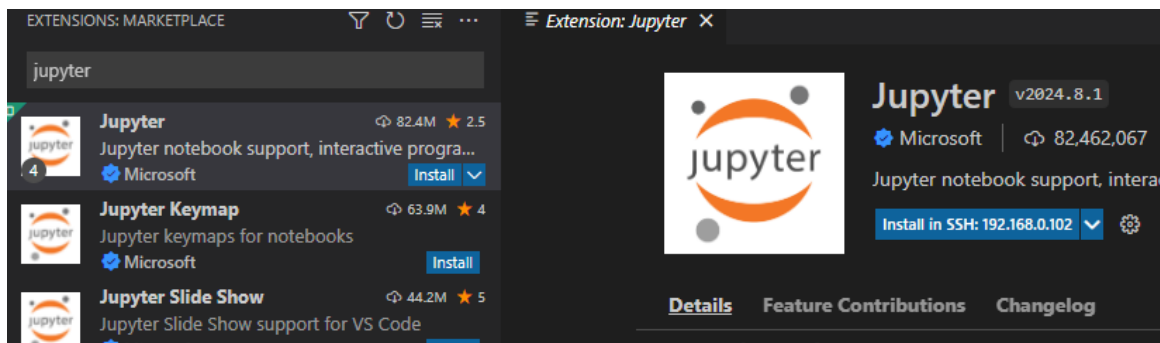 EXTENSIONS: MARKETPLACE
jupyter
jupyter
4
Jupyter
82.4M 2.5
Jupyter notebook support, interactive progra...
Microsoft
Install
jupyter
Jupyter Keymap
63.9M 4
Jupyter keymaps for notebooks
Microsoft
Install
jupyter
Jupyter Slide Show
44.2M 5
Jupyter Slide Show support for VS Code
Extension: Jupyter
jupyter
Jupyter v2024.8.1
Microsoft 82,462,067
Jupyter notebook support, intera
Install in SSH: 192.168.0.102
Details Feature Contributions Changelog